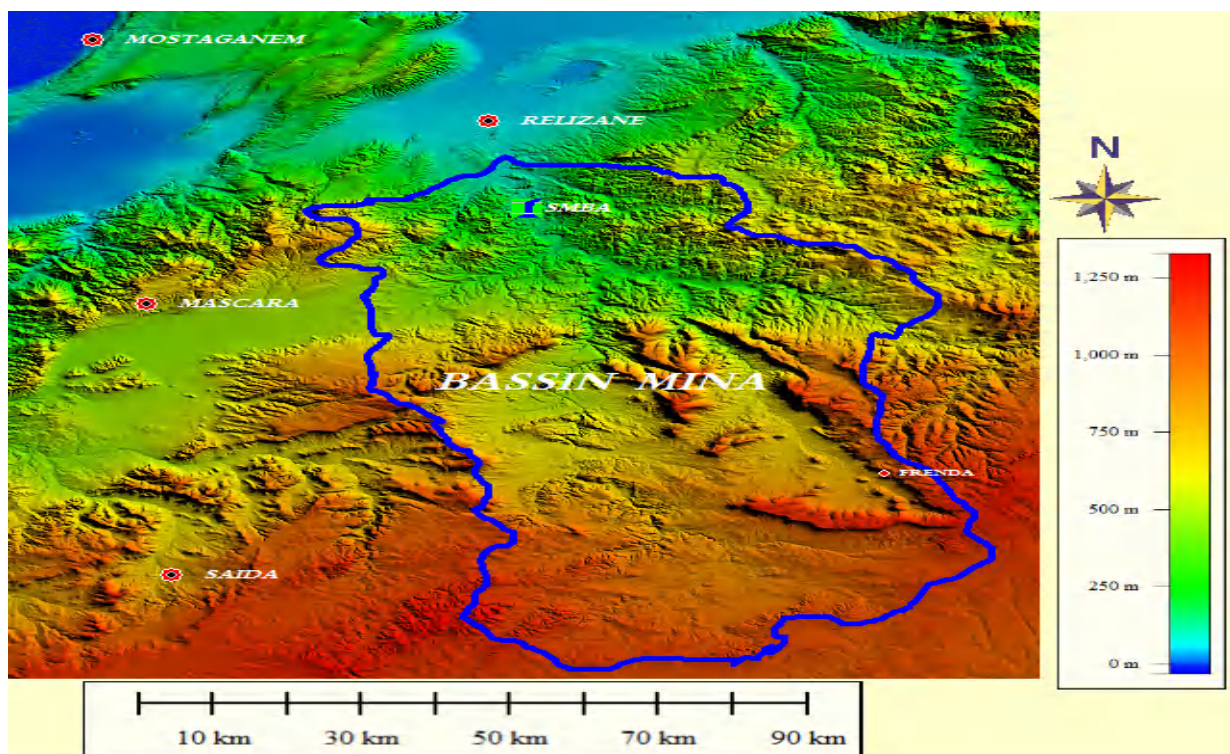 MOSTAGANEM
RELIZANE
N
SMBA
1,250 m
MASCARA
1,000 m
BASSIN MINA
750 m
FRENDA
500 m
SAIDA
250 m
0 m
10 km 30 km 50 km 70 km 90 km